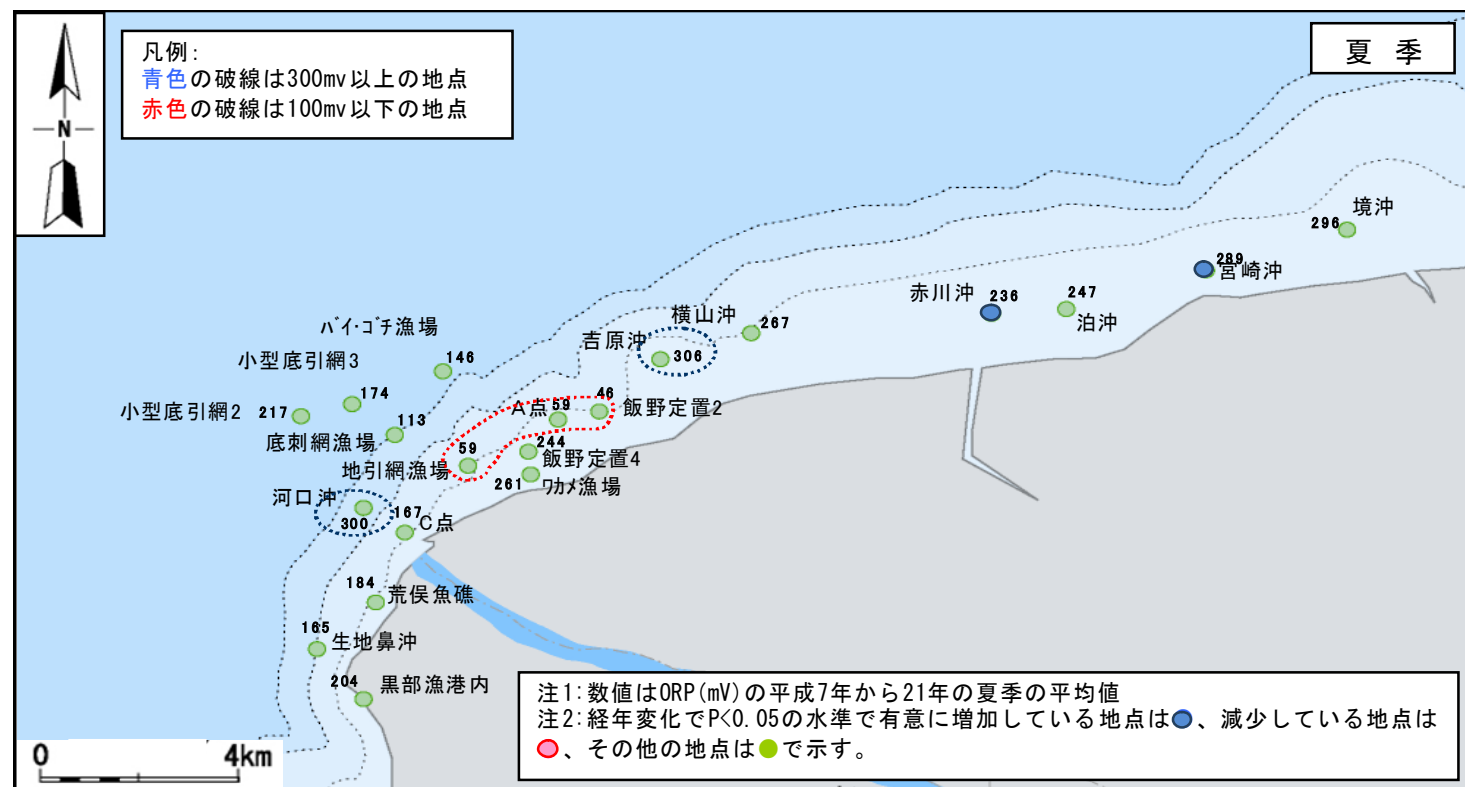 夏 季
凡例:
青色の破線は300mv以上の地点
赤色の破線は100mv以下の地点
N
境沖
296
289
宮崎沖
赤川沖
236
247
泊沖
横山沖
267
吉原沖
306
バイ・ゴチ漁場
146
小型底引網3
174
小型底引網2
217
113
底刺網漁場
A点
59
46
飯野定置2
59
地引網漁場
244
飯野定置4
261
ワカメ漁場
河口沖
300
167
C点
184
荒俣魚礁
165
生地鼻沖
204
黒部漁港内
注1:数値はORP(mV)の平成7年から21年の夏季の平均値
注2:経年変化でP<0.05の水準で有意に増加している地点は●、減少している地点は
●、その他の地点は●で示す。
0 4km